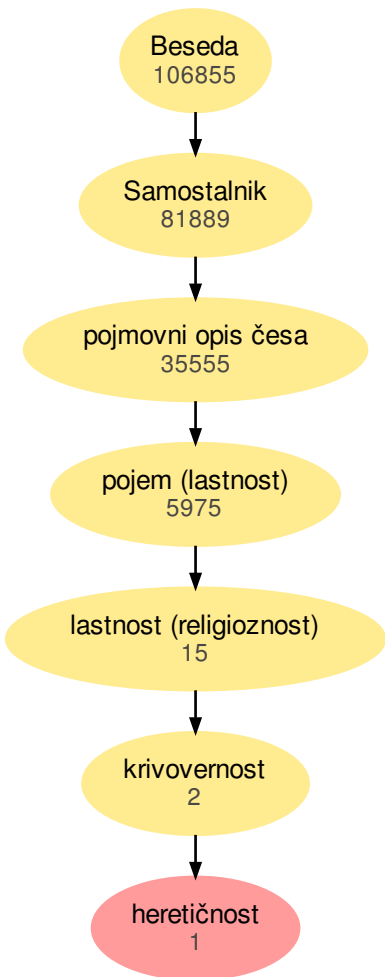 Beseda
106855
Samostalnik
81889
pojmovni opis česa
35555
pojem (lastnost)
5975
lastnost (religioznost)
15
krivovernost
2
heretičnost
1